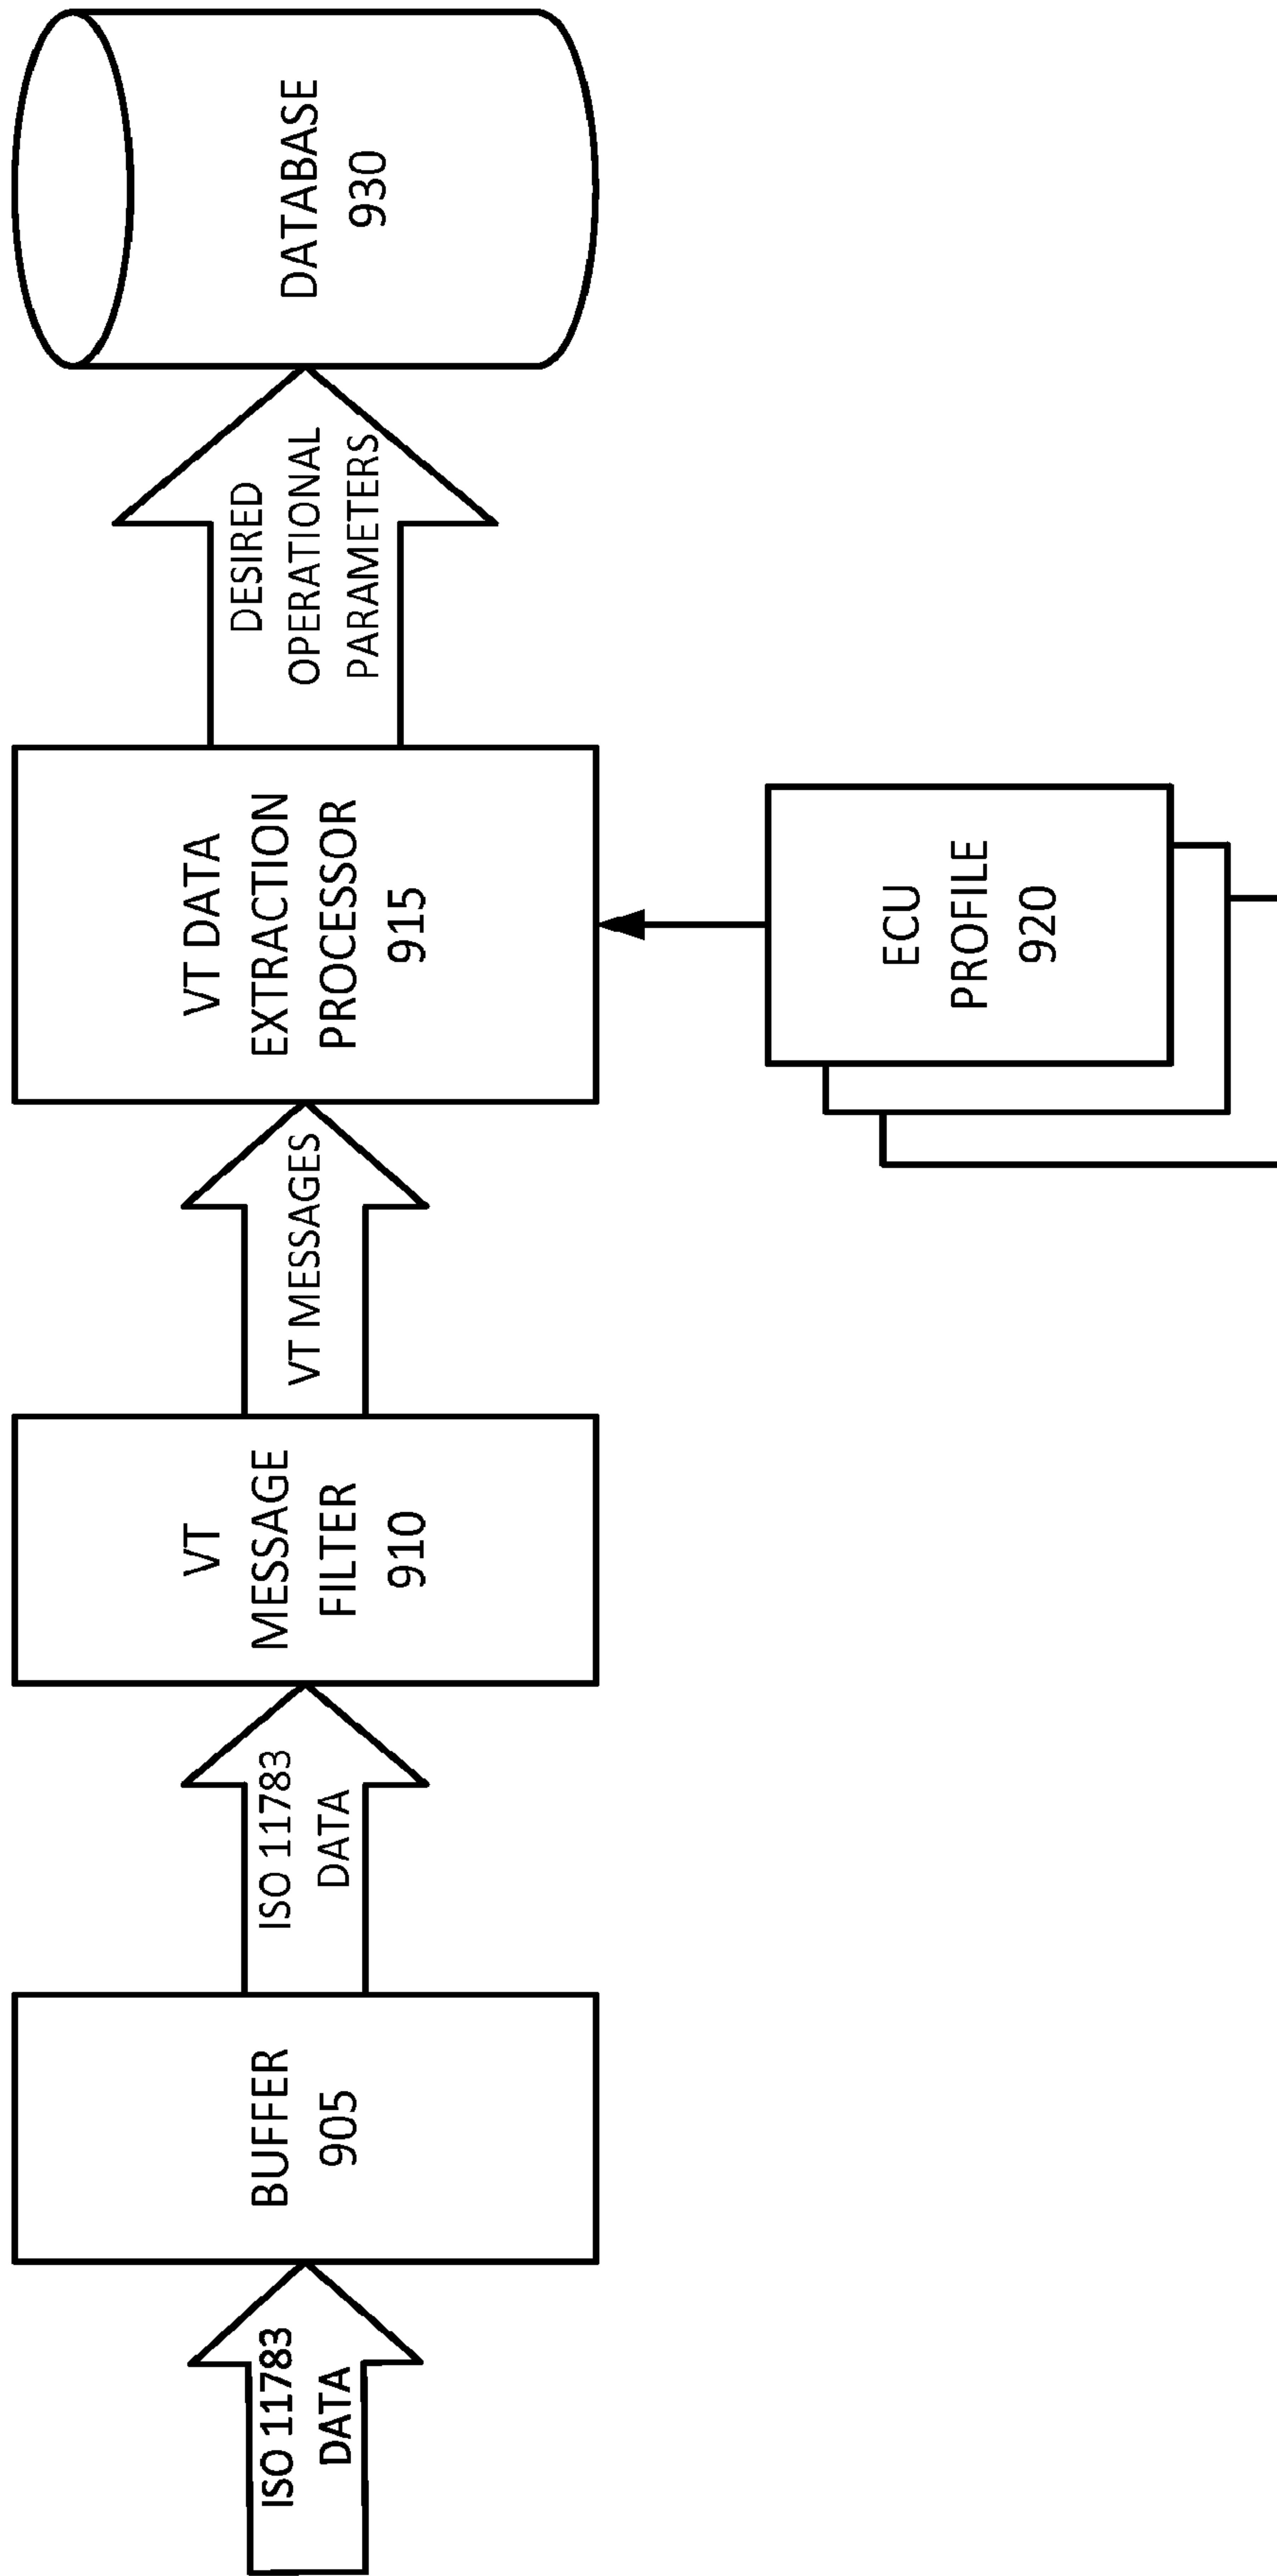 ISO 11783
DATA
BUFFER
905
ISO 11783
DATA
VT
MESSAGE
FILTER
910
VT MESSAGES
VT DATA
EXTRACTION
PROCESSOR
915
DESIRED
OPERATIONAL
PARAMETERS
DATABASE
930
ECU
PROFILE
920